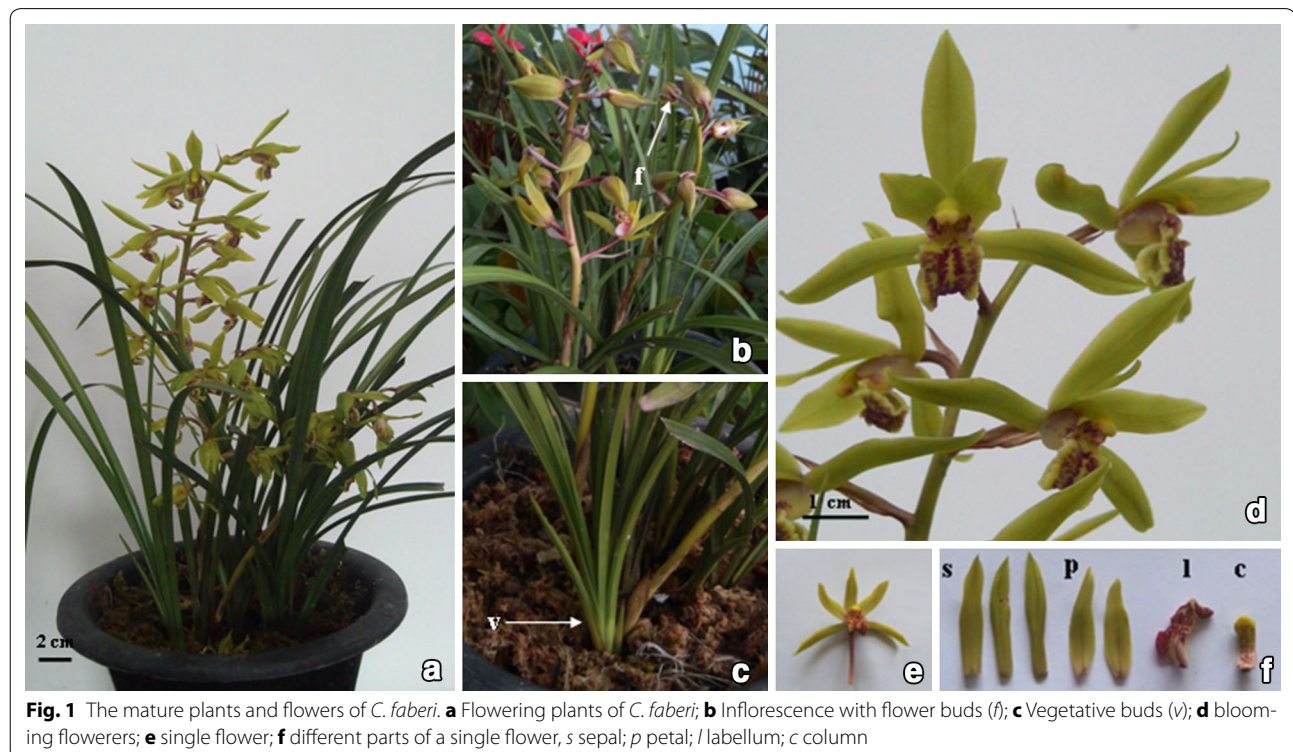 f
b
2 cm
a
v
c
1 cm
d
e
s p l c
f
Fig. 1 The mature plants and flowers of C. faberi. a Flowering plants of C. faberi; b Inflorescence with flower buds (f); c Vegetative buds (v); d bloom-
ing flowerers; e single flower; f different parts of a single flower, s sepal; p petal; l labellum; c column